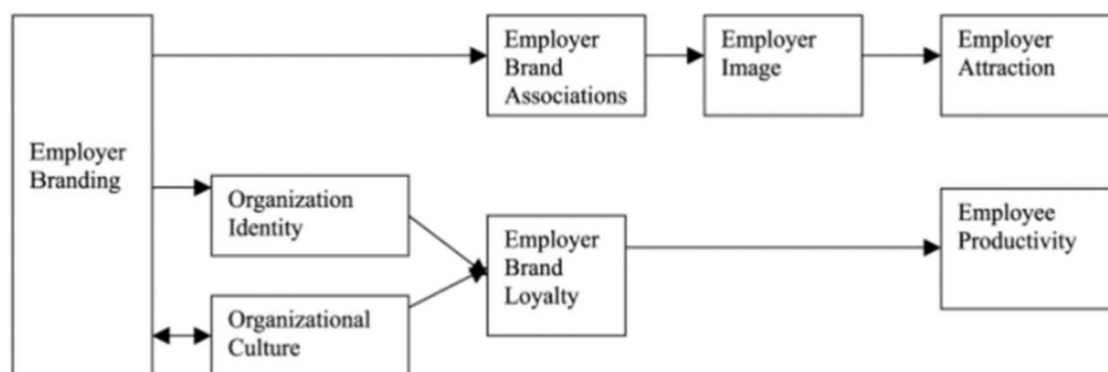 Employer
Branding
Employer
Brand
Associations
Employer
Image
Employer
Attraction
Organization
Identity
Organizational
Culture
Employer
Brand
Loyalty
Employee
Productivity